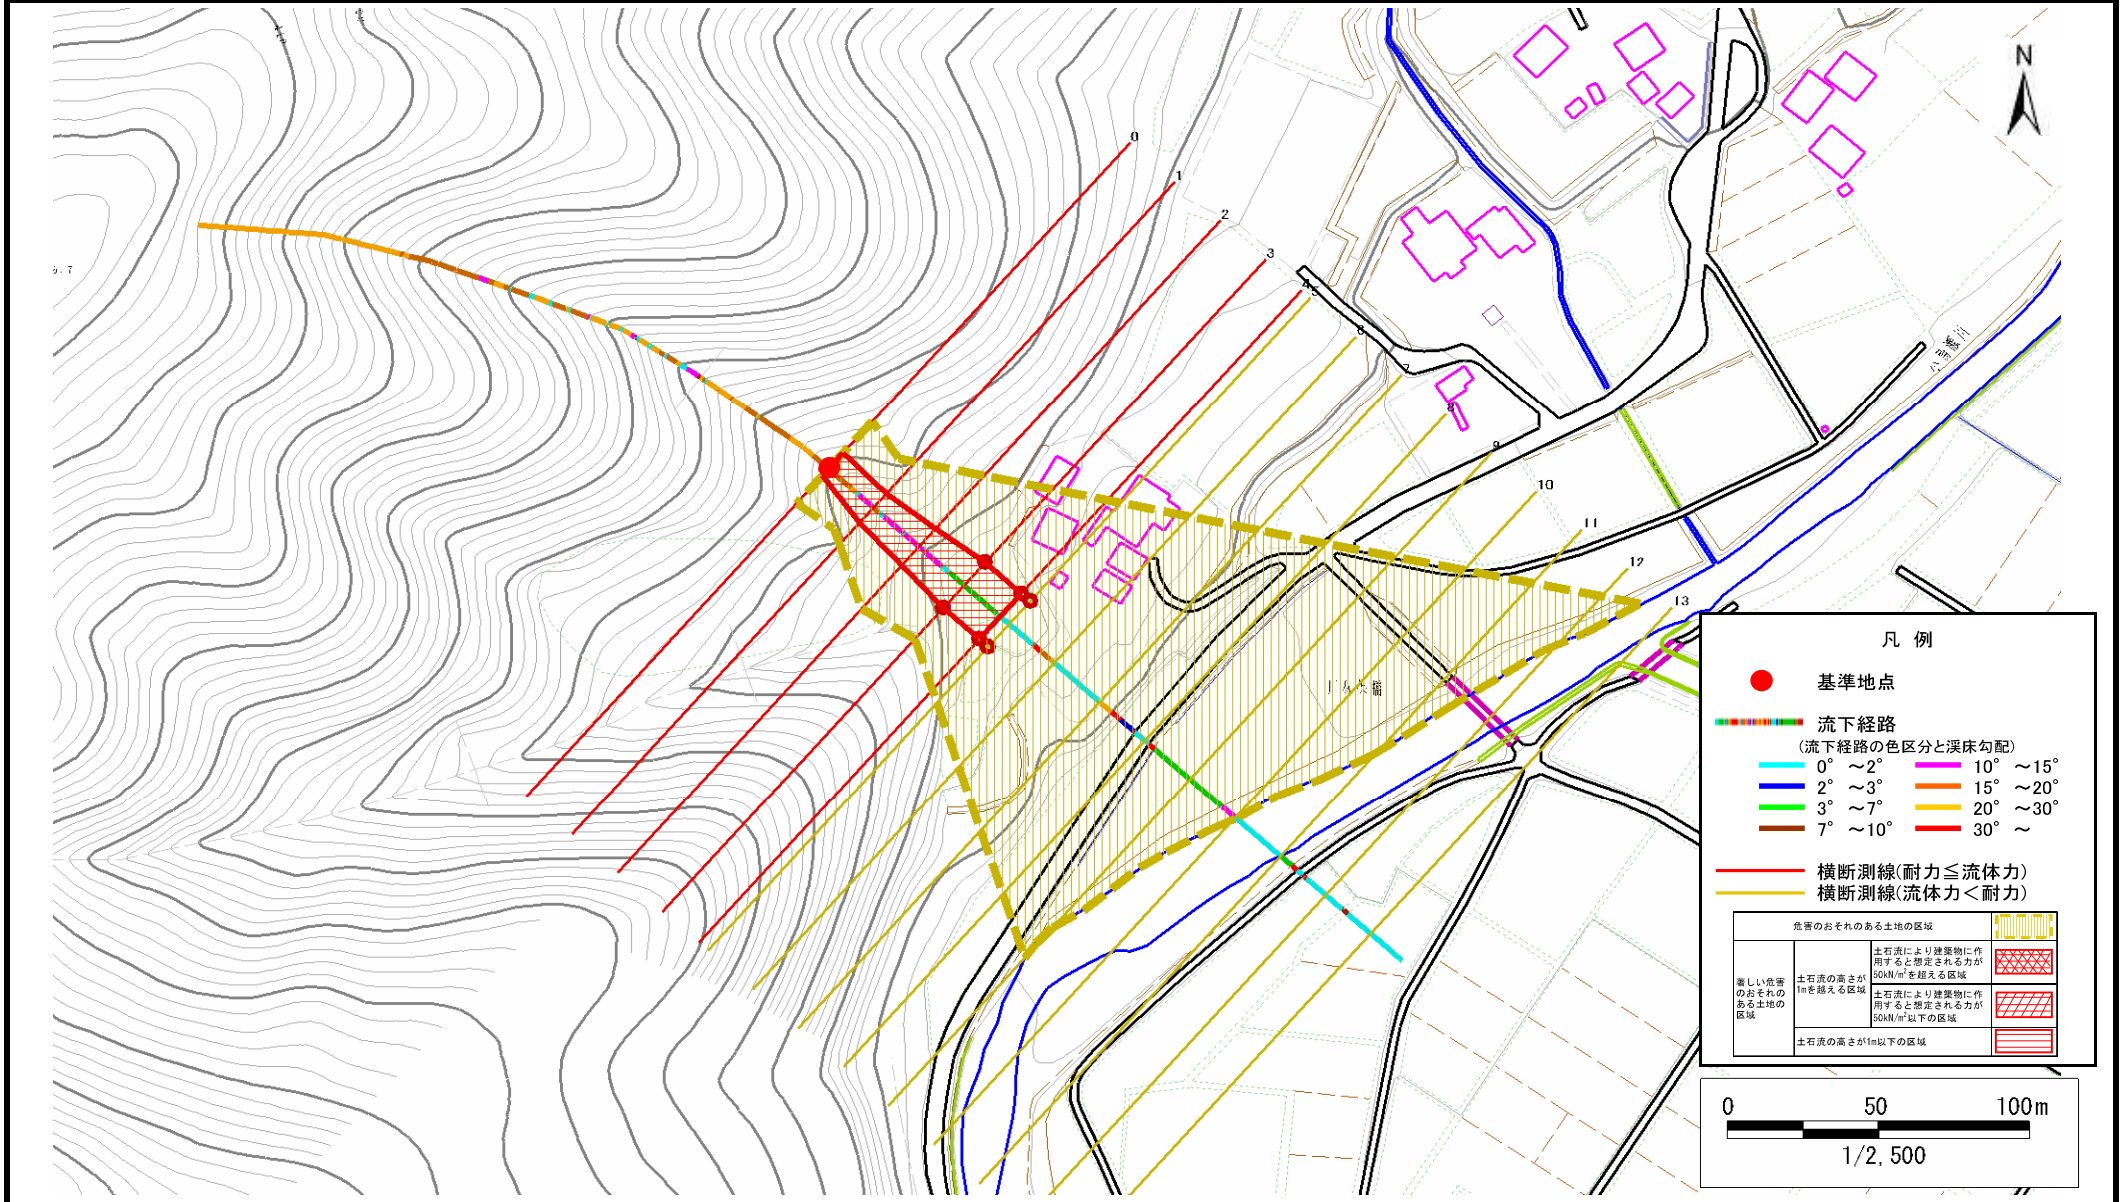 N
0
1
2
3
4
5
6
7
8
9
10
11
12
13
凡 例
基準地点
流下経路
(流下経路の色区分と渓床勾配)
0° ～2° 10° ～15°
2° ～3° 15° ～20°
3° ～7° 20° ～30°
7° ～10° 30° ～
横断測線(耐力≦流体力)
横断測線(流体力＜耐力)
危害のおそれのある土地の区域
著しい危害
のおそれの
ある土地の
区域
土石流の高さが
1mを越える区域
土石流により建築物に作
用すると想定される力が
50kN/m²を超える区域
土石流により建築物に作
用すると想定される力が
50kN/m²以下の区域
土石流の高さが1m以下の区域
0 50 100m
1/2,500